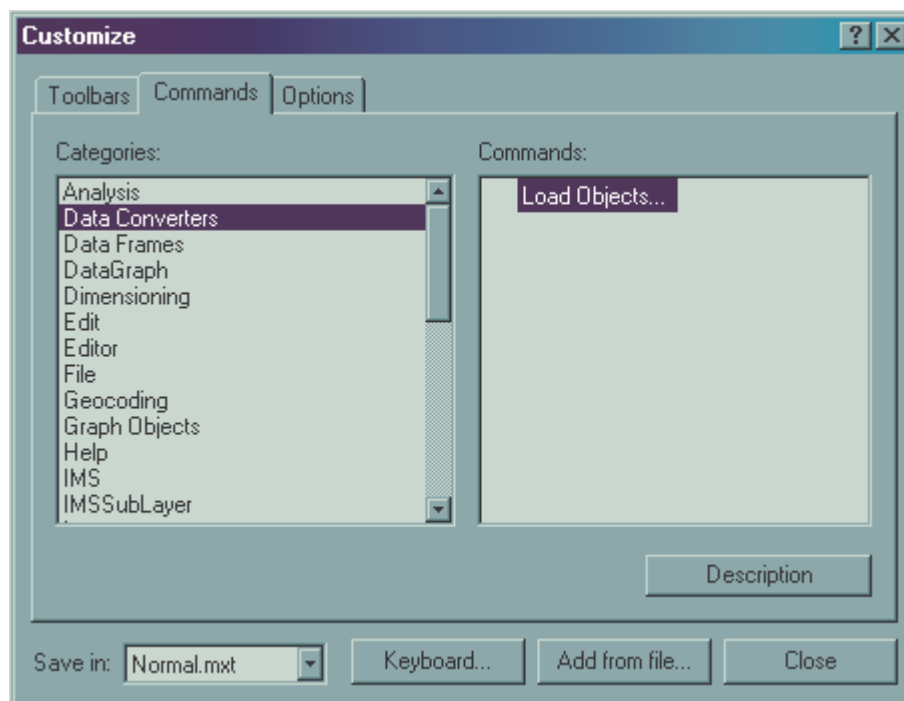 Customize
Toolbars Commands Options
Categories: Commands:
Analysis
Data Converters
Data Frames
DataGraph
Dimensioning
Edit
Editor
File
Geocoding
Graph Objects
Help
IMS
IMSSubLayer
Load Objects...
Description
Save in: Normal.mxt Keyboard... Add from file... Close